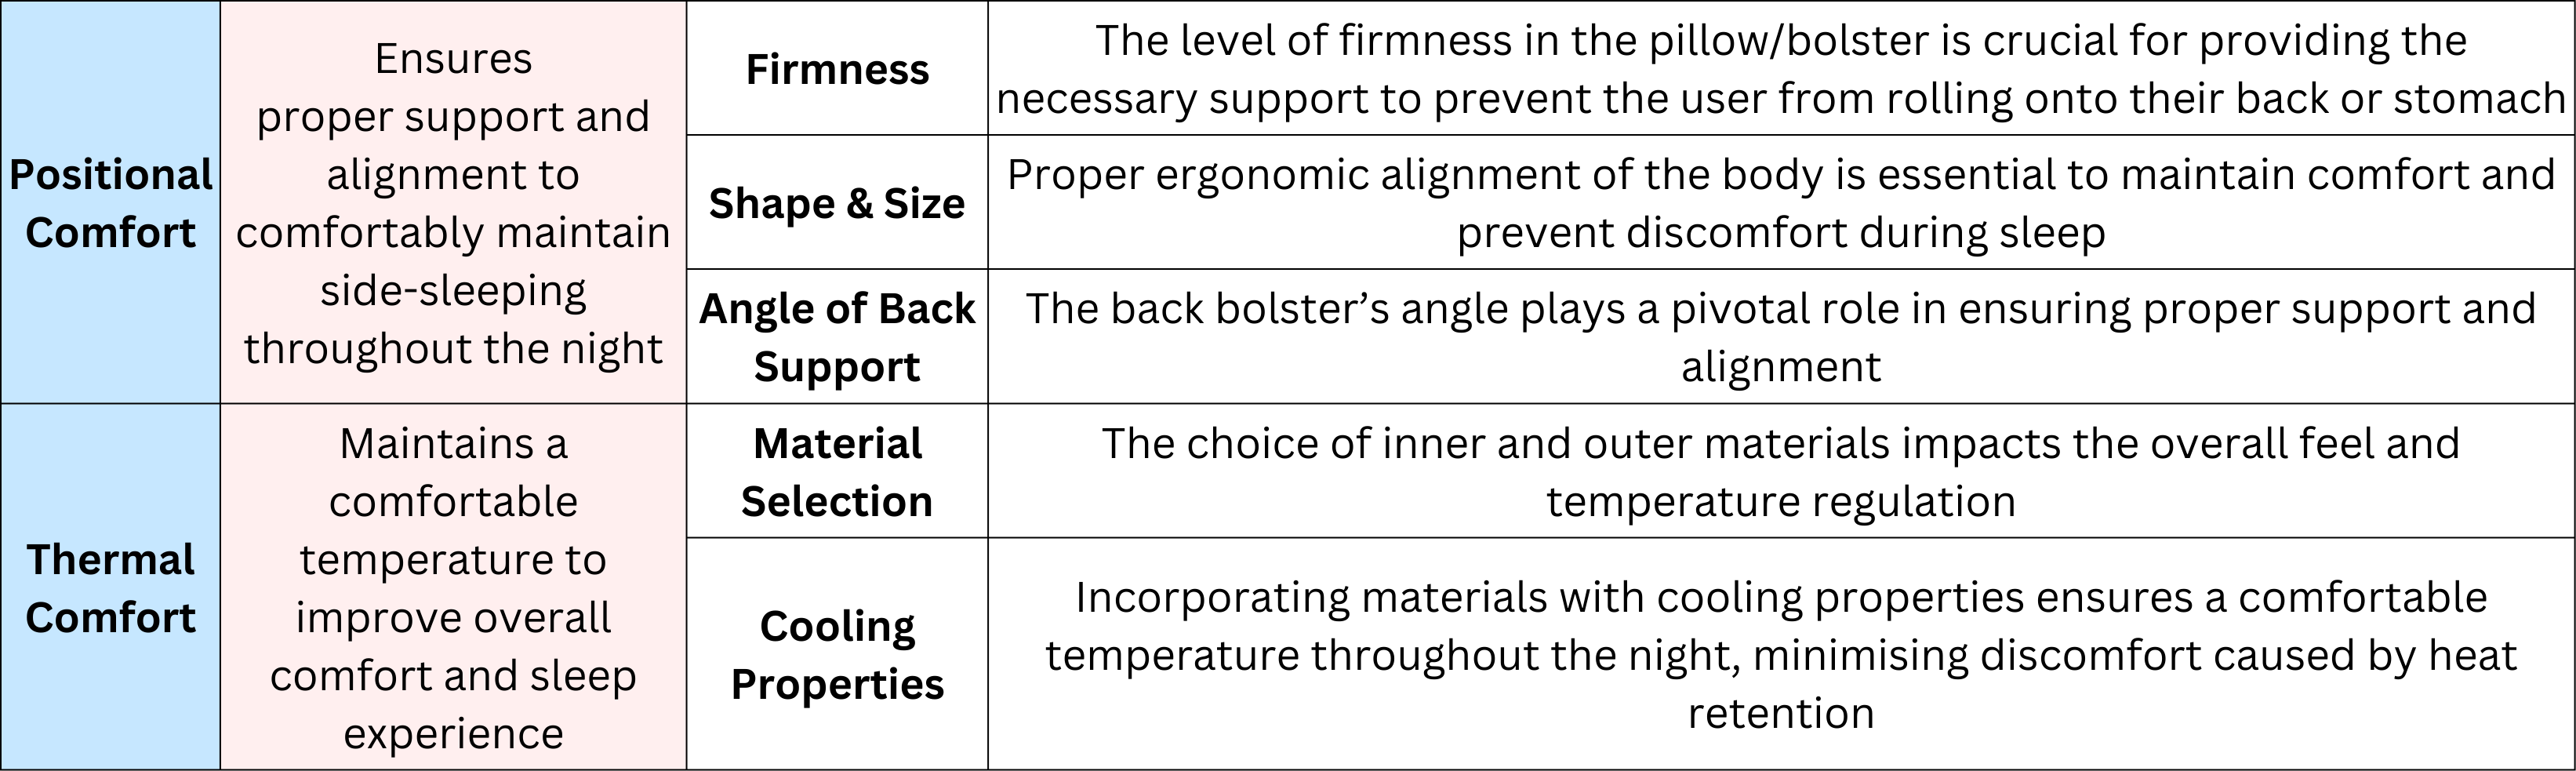 Positional
Comfort
Ensures
proper support and
alignment to
comfortably maintain
side-sleeping
throughout the night
Firmness
The level of firmness in the pillow/bolster is crucial for providing the
necessary support to prevent the user from rolling onto their back or stomach
Shape & Size
Proper ergonomic alignment of the body is essential to maintain comfort and
prevent discomfort during sleep
Angle of Back
Support
The back bolster’s angle plays a pivotal role in ensuring proper support and
alignment
Thermal
Comfort
Maintains a
comfortable
temperature to
improve overall
comfort and sleep
experience
Material
Selection
The choice of inner and outer materials impacts the overall feel and
temperature regulation
Cooling
Properties
Incorporating materials with cooling properties ensures a comfortable
temperature throughout the night, minimising discomfort caused by heat
retention